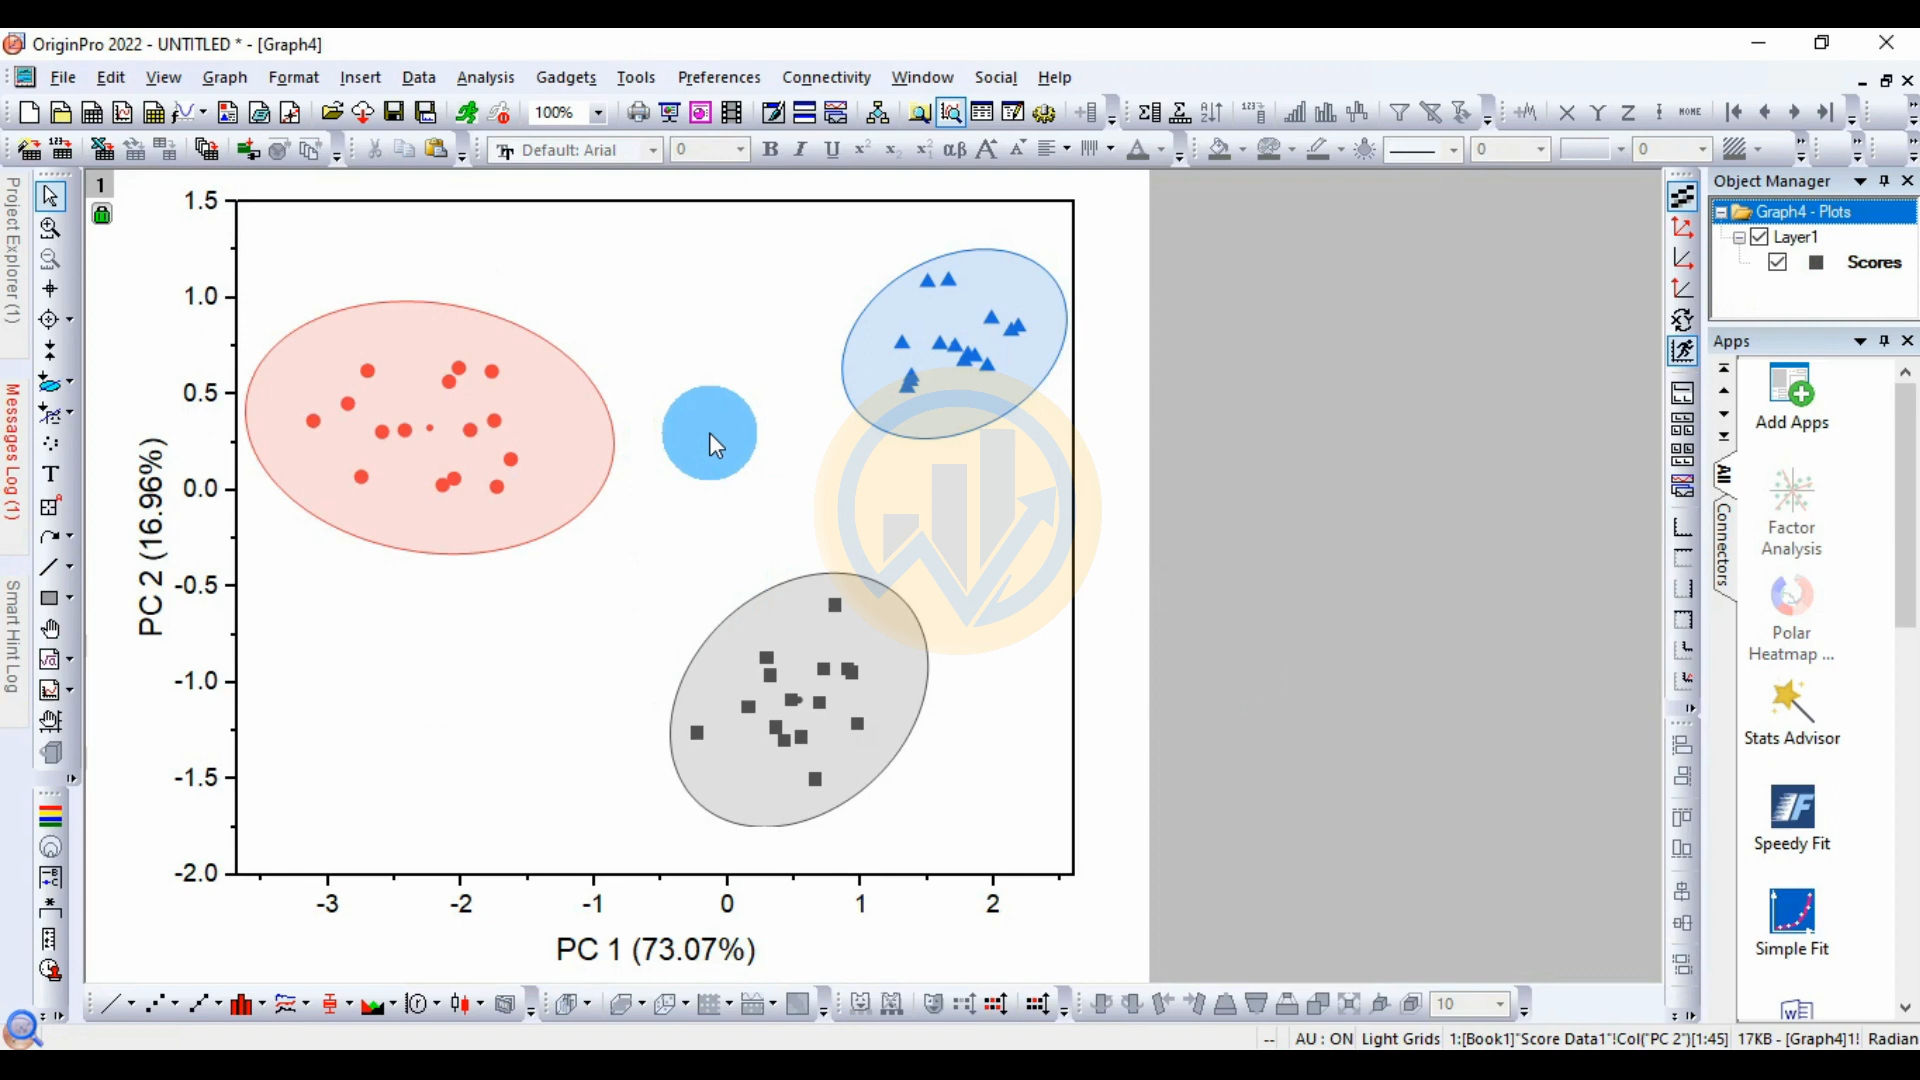 OriginPro 2022 - UNTITLED * - [Graph4]
File Edit View Graph Format Insert Data Analysis Gadgets Tools Preferences Connectivity Window Social Help
100%
X Y Z HOME
Default: Arial 0 B I U x² x₂ αβ A A A 0 0
Project Explorer (1)
Messages Log (1)
Smart Hint Log
T
1
1.5
1.0
0.5
0.0
-0.5
-1.0
-1.5
-2.0
PC 2 (16.96%)
-3 -2 -1 0 1 2
PC 1 (73.07%)
Object Manager
Graph4 - Plots
Layer1
Scores
Apps
All
Connectors
Add Apps
Factor
Analysis
Polar
Heatmap ...
Stats Advisor
Speedy Fit
Simple Fit
10
-- AU : ON Light Grids 1:[Book1]"Score Data1"!Col("PC 2")[1:45] 17KB - [Graph4]1! Radian